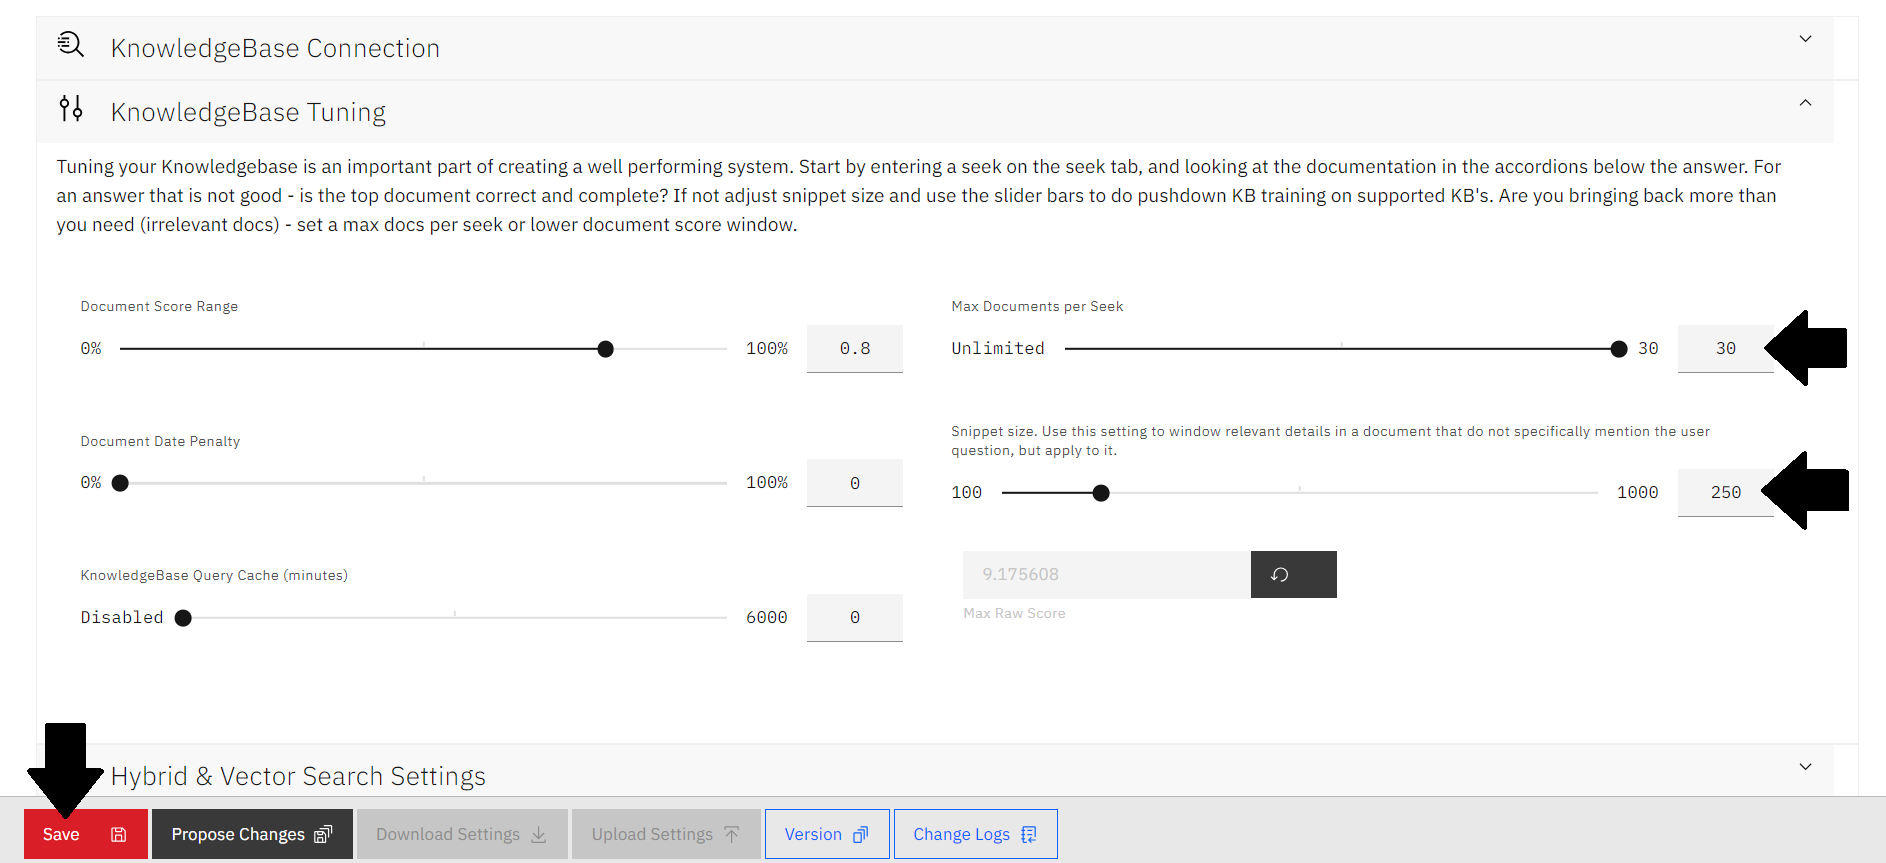 KnowledgeBase Connection
KnowledgeBase Tuning
Tuning your Knowledgebase is an important part of creating a well performing system. Start by entering a seek on the seek tab, and looking at the documentation in the accordions below the answer. For
an answer that is not good - is the top document correct and complete? If not adjust snippet size and use the slider bars to do pushdown KB training on supported KB's. Are you bringing back more than
you need (irrelevant docs) - set a max docs per seek or lower document score window.
Document Score Range
0% 100% 0.8
Max Documents per Seek
Unlimited 30 30
Document Date Penalty
0% 100% 0
Snippet size. Use this setting to window relevant details in a document that do not specifically mention the user
question, but apply to it.
100 1000 250
KnowledgeBase Query Cache (minutes)
Disabled 6000 0
9.175608
Max Raw Score
Hybrid & Vector Search Settings
Save Propose Changes Download Settings Upload Settings Version Change Logs